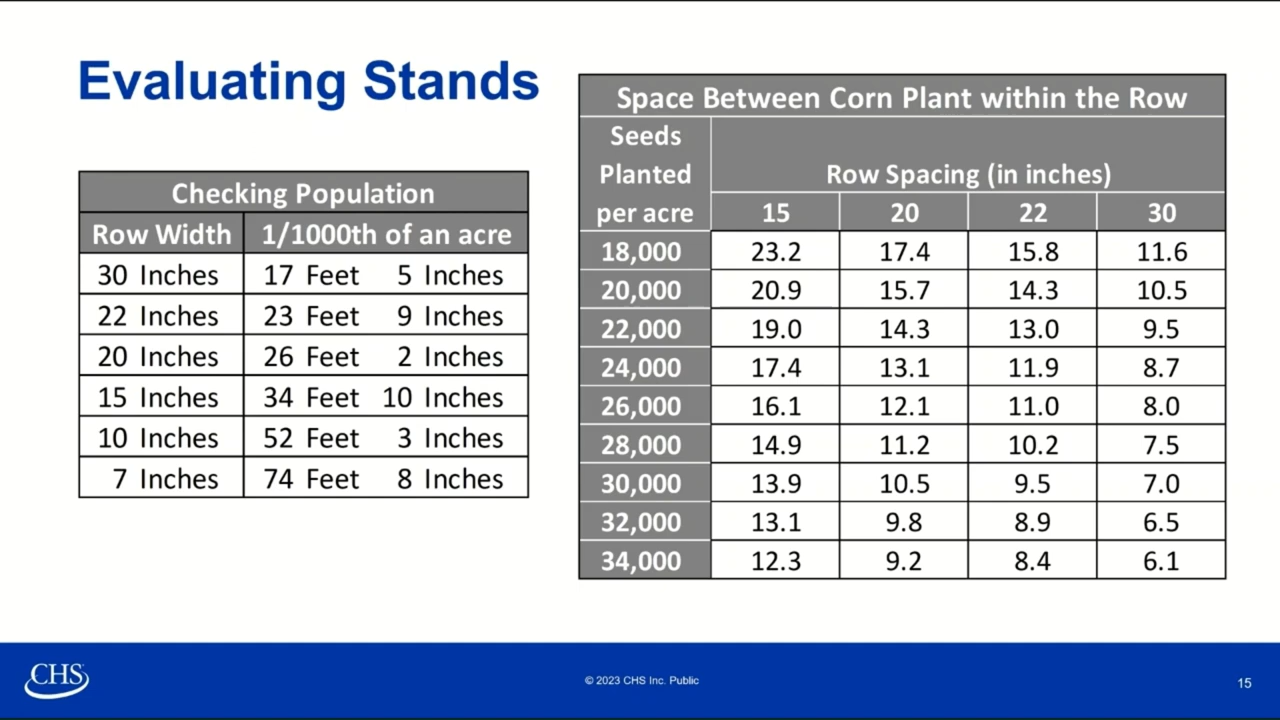 Evaluating Stands
Checking Population
Row Width 1/1000th of an acre
30 Inches 17 Feet 5 Inches
22 Inches 23 Feet 9 Inches
20 Inches 26 Feet 2 Inches
15 Inches 34 Feet 10 Inches
10 Inches 52 Feet 3 Inches
7 Inches 74 Feet 8 Inches
Space Between Corn Plant within the Row
Seeds
Planted
per acre
Row Spacing (in inches)
15 20 22 30
18,000 23.2 17.4 15.8 11.6
20,000 20.9 15.7 14.3 10.5
22,000 19.0 14.3 13.0 9.5
24,000 17.4 13.1 11.9 8.7
26,000 16.1 12.1 11.0 8.0
28,000 14.9 11.2 10.2 7.5
30,000 13.9 10.5 9.5 7.0
32,000 13.1 9.8 8.9 6.5
34,000 12.3 9.2 8.4 6.1
CHS
© 2023 CHS Inc. Public
15